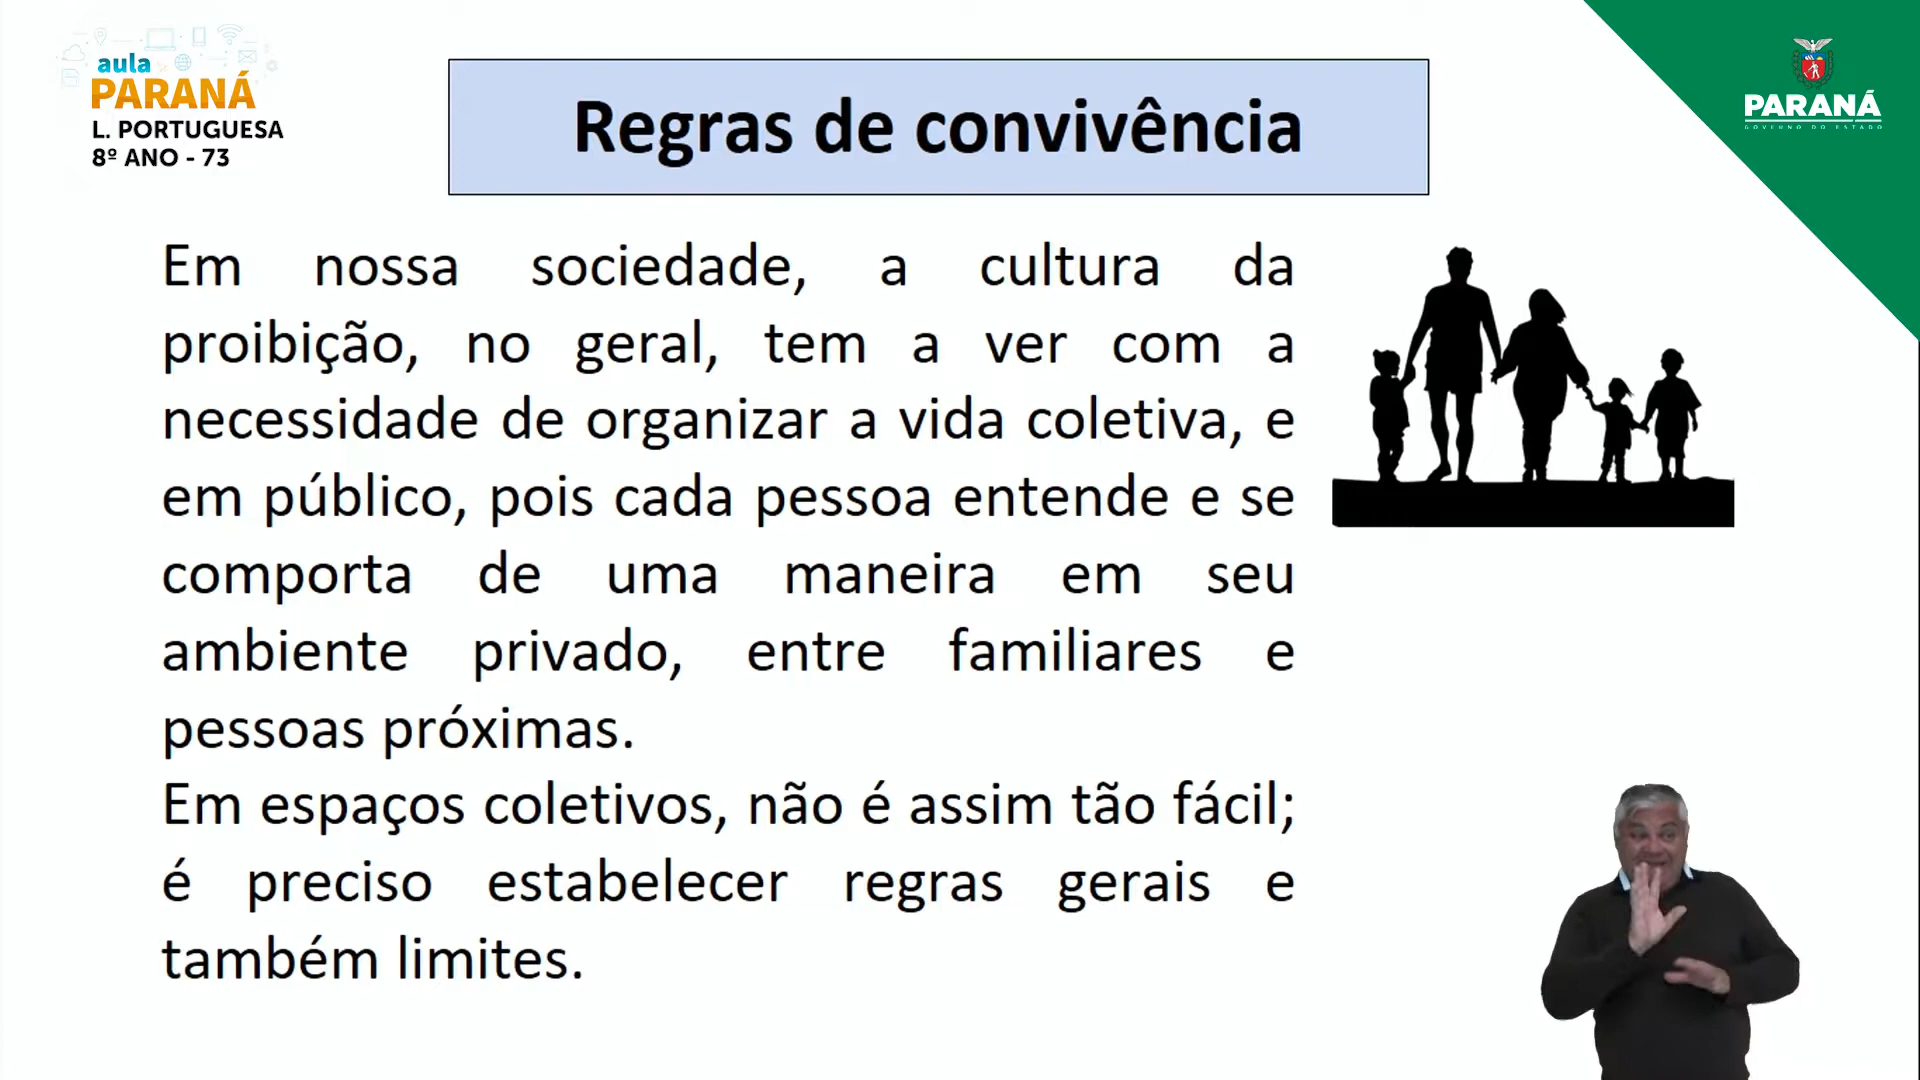 aula
PARANÁ
L. PORTUGUESA
8º ANO - 73
Regras de convivência
PARANÁ
GOVERNO DO ESTADO
Em nossa sociedade, a cultura da
proibição, no geral, tem a ver com a
necessidade de organizar a vida coletiva, e
em público, pois cada pessoa entende e se
comporta de uma maneira em seu
ambiente privado, entre familiares e
pessoas próximas.
Em espaços coletivos, não é assim tão fácil;
é preciso estabelecer regras gerais e
também limites.